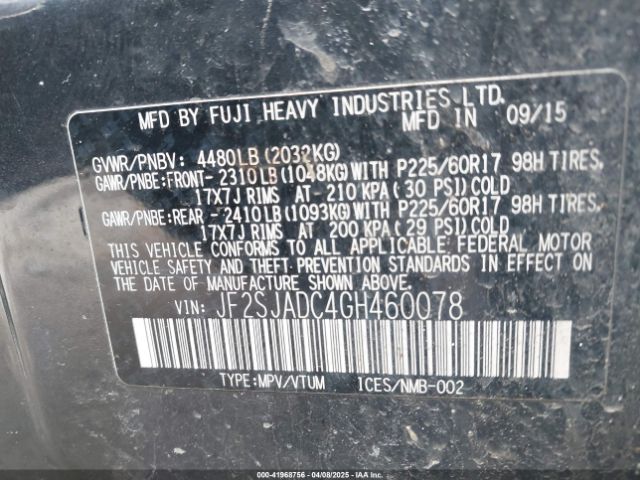 MFD BY FUJI HEAVY INDUSTRIES LTD.
MFD IN 09/15
GVWR/PNBV: 4480LB(2032KG)
GAWR/PNBE:FRONT- 2310LB(1048KG)WITH P225/60R17 98H TIRES.
17X7J RIMS AT- 210 KPA( 30 PSI)COLD
GAWR/PNBE:REAR -2410LB(1093KG)WITH P225/60R17 98H TIRES.
17X7J RIMS AT 200 KPA( 29 PSI)COLD
THIS VEHICLE CONFORMS TO ALL APPLICABLE FEDERAL MOTOR
VEHICLE SAFETY AND THEFT PREVENTION STANDARDS IN EFFECT
ON THE DATE OF MANUFACTURE SHOWN ABOVE.
VIN: JF2SJADC4GH460078
TYPE:MPV/VTUM ICES/NMB-002
000-41968756 - 04/08/2025 - IAAI.COM